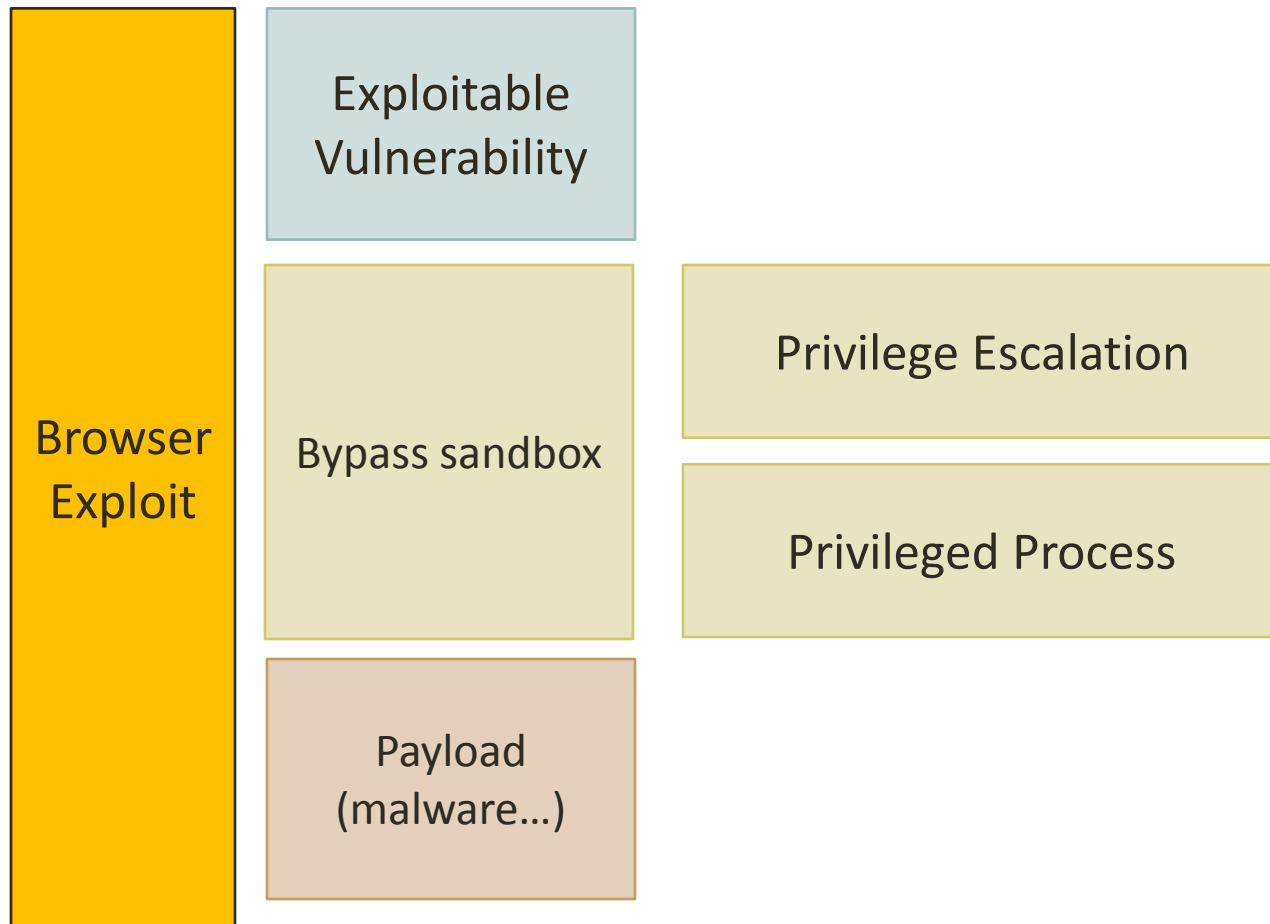 Browser
Exploit
Exploitable
Vulnerability
Bypass sandbox
Privilege Escalation
Privileged Process
Payload
(malware…)